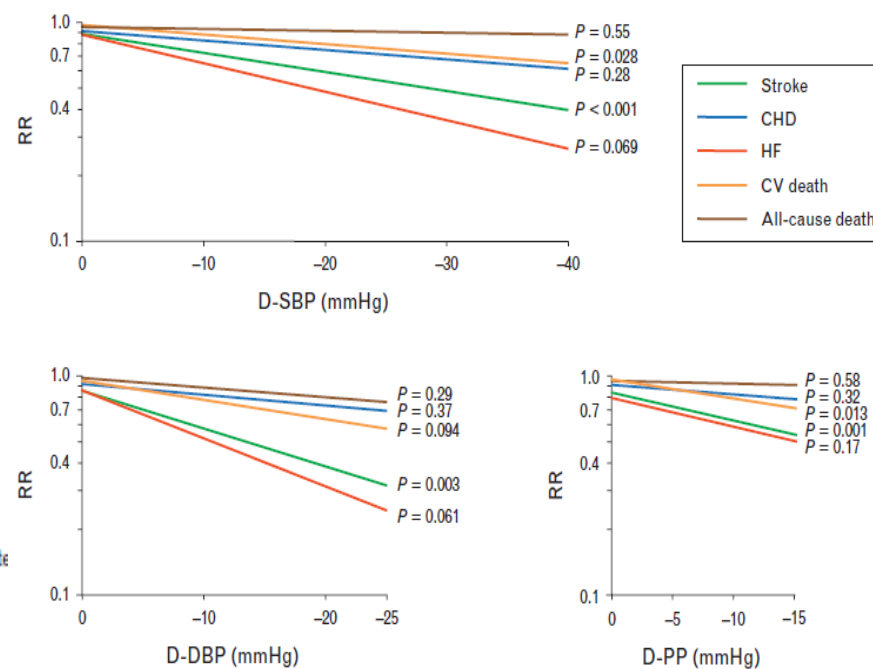 1.0
0.7
0.4
0.1
RR
P = 0.55
P = 0.028
P = 0.28
P < 0.001
P = 0.069
0 –10 –20 –30 –40
D-SBP (mmHg)
Stroke
CHD
HF
CV death
All-cause death
1.0
0.7
0.4
0.1
RR
P = 0.29
P = 0.37
P = 0.094
P = 0.003
P = 0.061
0 –10 –20 –25
D-DBP (mmHg)
1.0
0.7
0.4
0.1
RR
P = 0.58
P = 0.32
P = 0.013
P = 0.001
P = 0.17
0 –5 –10 –15
D-PP (mmHg)